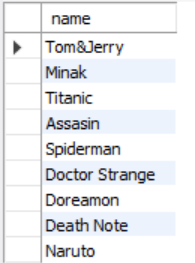 name
Tom&Jerry
Minak
Titanic
Assasin
Spiderman
Doctor Strange
Doreamon
Death Note
Naruto